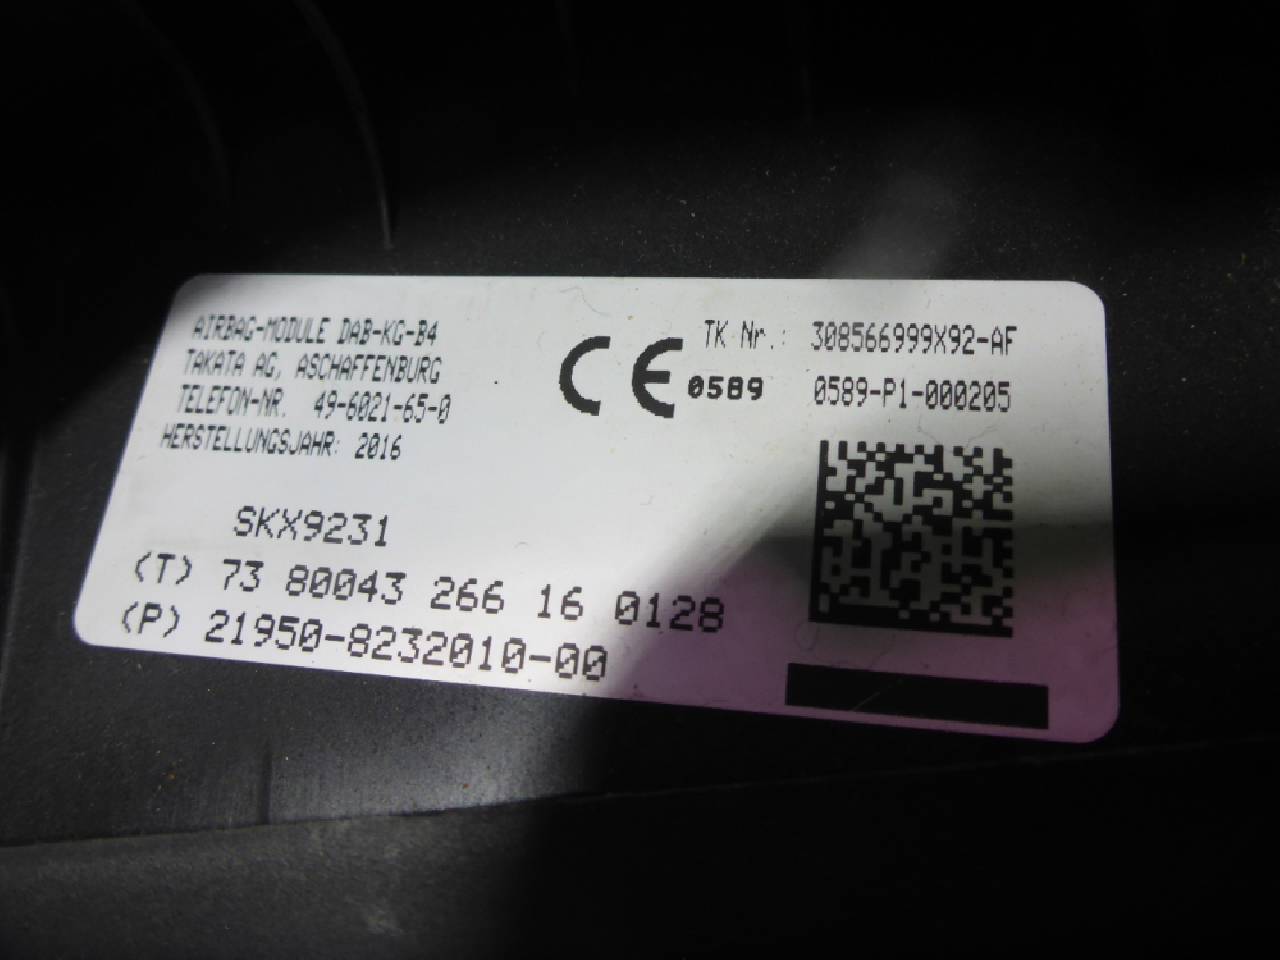 AIRBAG-MODULE DAB-KG-B4
TAKATA AG, ASCHAFFENBURG
TELEFON-NR. 49-6021-65-0
HERSTELLUNGSJAHR: 2016
CE 0589
TK Nr.: 308566999X92-AF
0589-P1-000205
SKX9231
(T) 73 80043 266 16 0128
(P) 21950-8232010-00